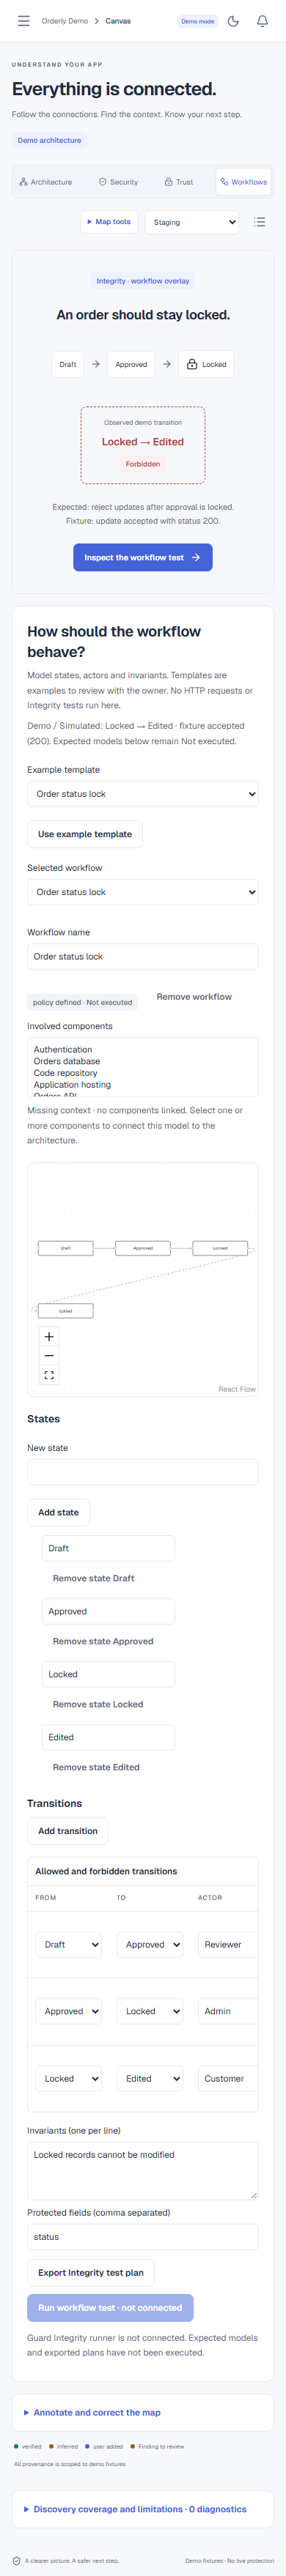 Orderly Demo > Canvas
Demo mode
UNDERSTAND YOUR APP
Everything is connected.
Follow the connections. Find the context. Know your next step.
Demo architecture
Architecture
Security
Trust
Workflows
Map tools
Staging
Integrity · workflow overlay
An order should stay locked.
Draft → Approved → Locked
Observed demo transition
Locked → Edited
Forbidden
Expected: reject updates after approval is locked.
Fixture: update accepted with status 200.
Inspect the workflow test →
How should the workflow
behave?
Model states, actors and invariants. Templates are
examples to review with the owner. No HTTP requests or
Integrity tests run here.
Demo / Simulated: Locked → Edited · fixture accepted
(200). Expected models below remain Not executed.
Example template
Order status lock
Use example template
Selected workflow
Order status lock
Workflow name
Order status lock
policy defined · Not executed
Remove workflow
Involved components
Authentication
Orders database
Code repository
Application hosting
Orders API
Missing context · no components linked. Select one or
more components to connect this model to the
architecture.
Draft
Approved
Locked
Edited
React Flow
States
New state
Add state
Draft
Remove state Draft
Approved
Remove state Approved
Locked
Remove state Locked
Edited
Remove state Edited
Transitions
Add transition
Allowed and forbidden transitions
FROM TO ACTOR
Draft Approved Reviewer
Approved Locked Admin
Locked Edited Customer
Invariants (one per line)
Locked records cannot be modified
Protected fields (comma separated)
status
Export Integrity test plan
Run workflow test · not connected
Guard Integrity runner is not connected. Expected models
and exported plans have not been executed.
Annotate and correct the map
verified
inferred
user added
Finding to review
All provenance is scoped to demo fixtures
Discovery coverage and limitations · 0 diagnostics
A clearer picture. A safer next step.
Demo fixtures · No live protection